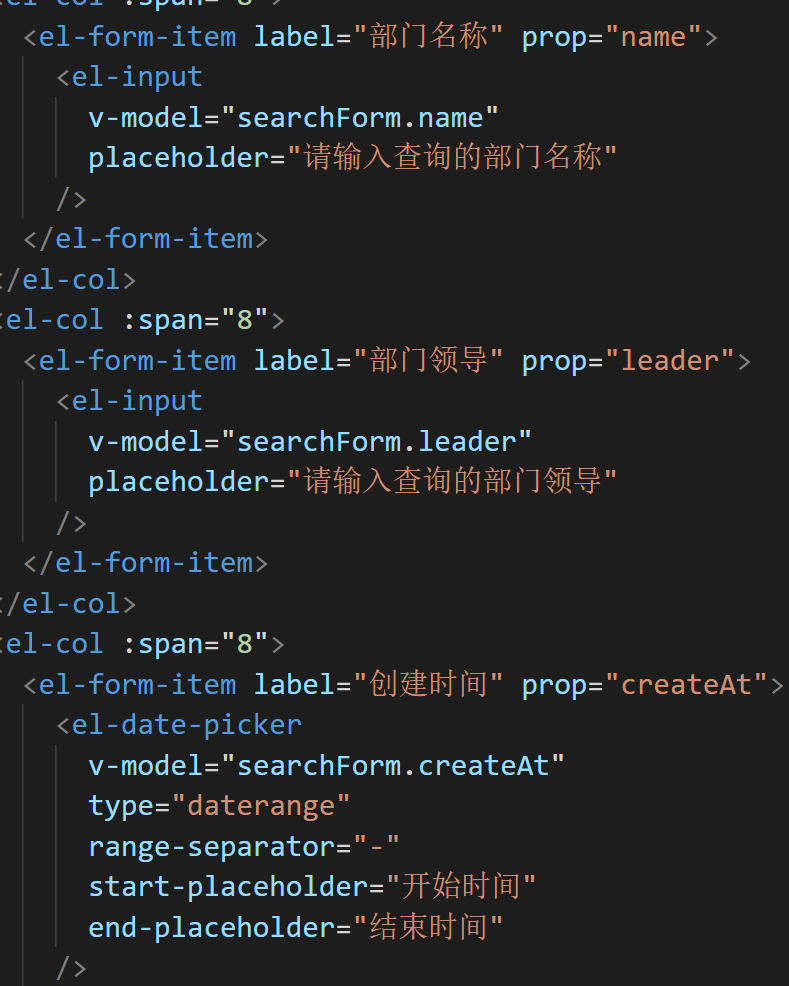 el-col :span="8">
<el-form-item label="部门名称" prop="name">
<el-input
v-model="searchForm.name"
placeholder="请输入查询的部门名称"
/>
</el-form-item>
/el-col>
el-col :span="8">
<el-form-item label="部门领导" prop="leader">
<el-input
v-model="searchForm.leader"
placeholder="请输入查询的部门领导"
/>
</el-form-item>
/el-col>
el-col :span="8">
<el-form-item label="创建时间" prop="createAt">
<el-date-picker
v-model="searchForm.createAt"
type="daterange"
range-separator="-"
start-placeholder="开始时间"
end-placeholder="结束时间"
/>